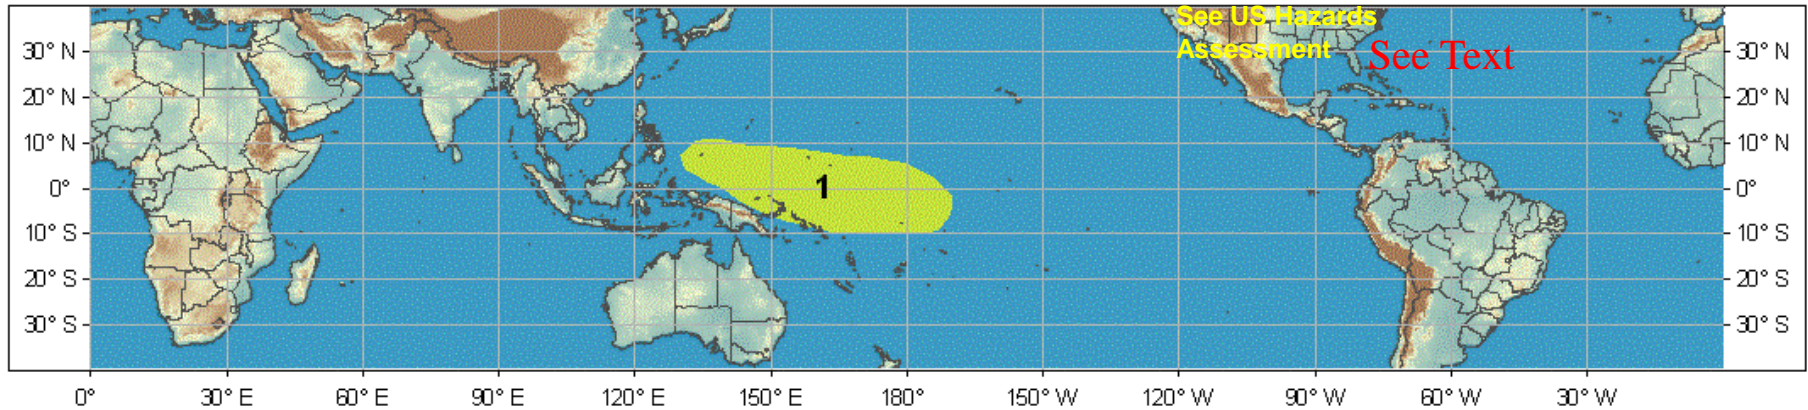 See US Hazards
Assessment
See Text
30° N
30° N
20° N
20° N
10° N
10° N
1
0°
0°
10° S
10° S
20° S
20° S
30° S
30° S
0°
30° E
60° E
90° E
120° E
150° E
180°
150° W
120° W
90° W
60° W
30° W